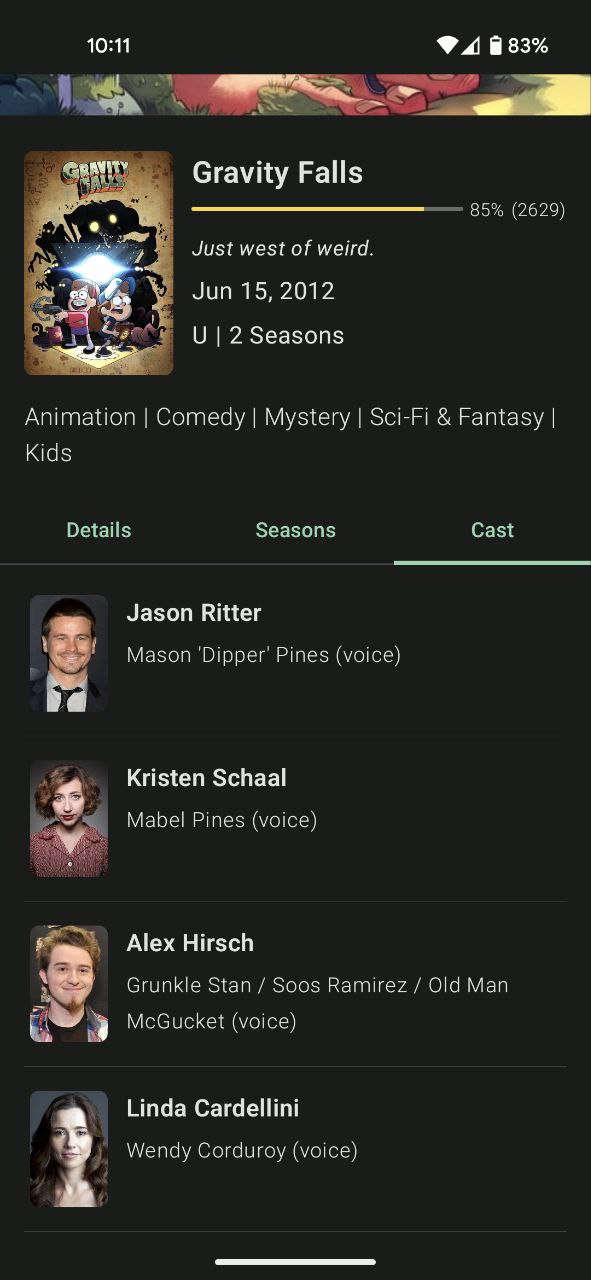 10:11
83%
GRAVITY
FALLS
Gravity Falls
85% (2629)
Just west of weird.
Jun 15, 2012
U | 2 Seasons
Animation | Comedy | Mystery | Sci-Fi & Fantasy |
Kids
Details
Seasons
Cast
Jason Ritter
Mason 'Dipper' Pines (voice)
Kristen Schaal
Mabel Pines (voice)
Alex Hirsch
Grunkle Stan / Soos Ramirez / Old Man
McGucket (voice)
Linda Cardellini
Wendy Corduroy (voice)